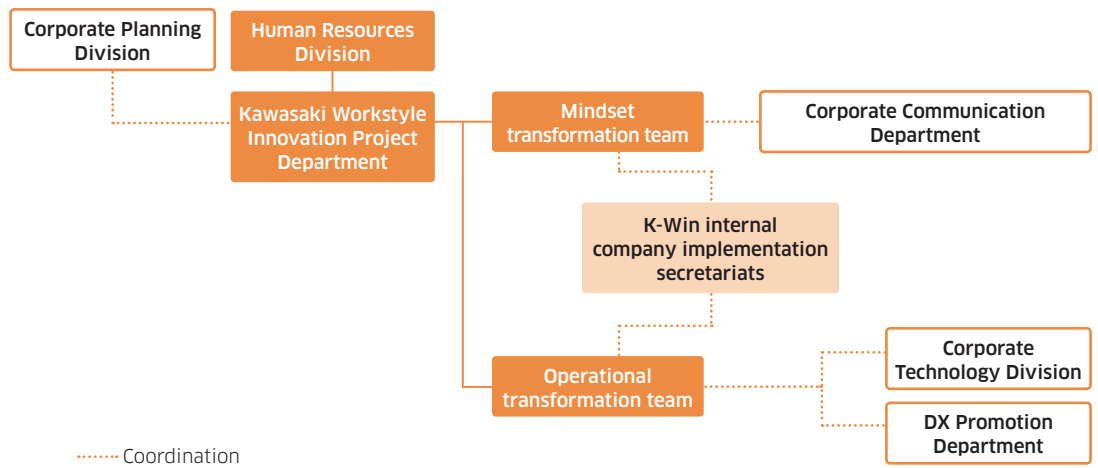 Corporate Planning
Division
Human Resources
Division
Kawasaki Workstyle
Innovation Project
Department
Mindset
transformation team
Corporate Communication
Department
K-Win internal
company implementation
secretariats
Operational
transformation team
Corporate
Technology Division
DX Promotion
Department
Coordination